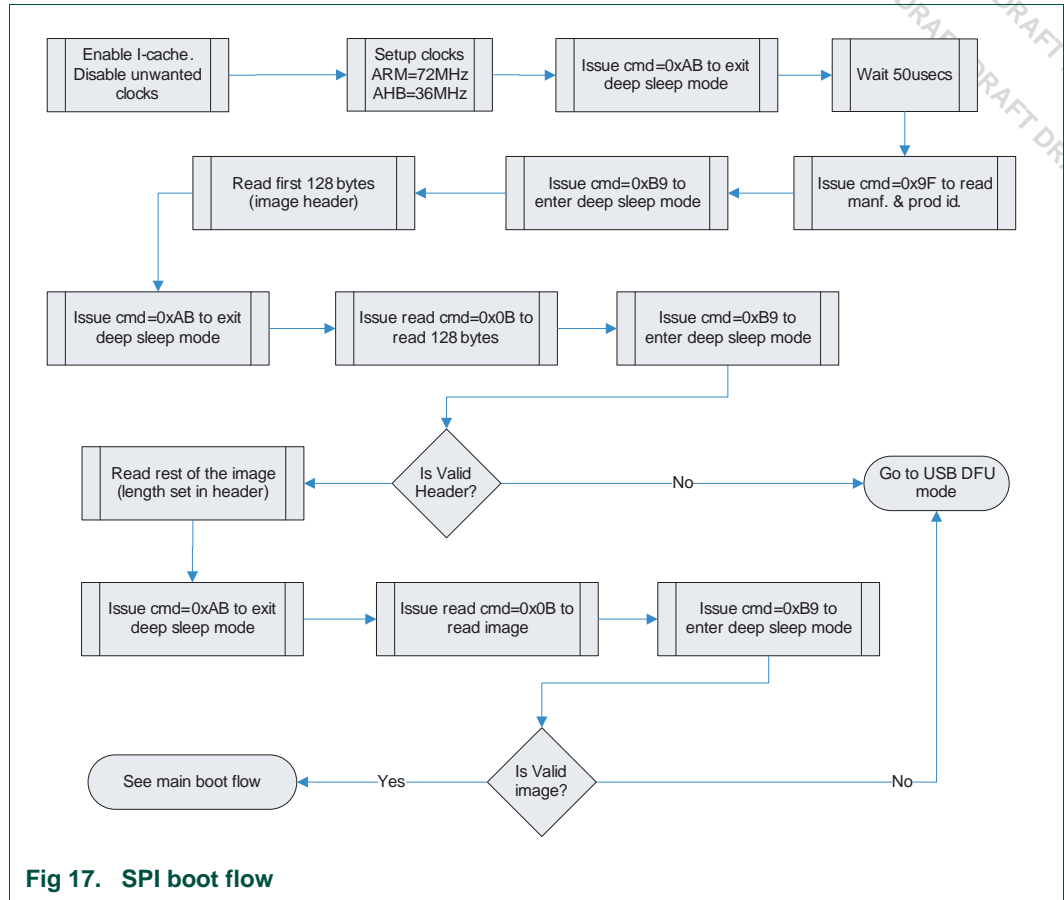 DRAFT DRAFT DR
DRAFT DRAFT DRA
Enable I-cache.
Disable unwanted
clocks
Setup clocks
ARM=72MHz
AHB=36MHz
Issue cmd=0xAB to exit
deep sleep mode
Wait 50usecs
Read first 128 bytes
(image header)
Issue cmd=0xB9 to
enter deep sleep mode
Issue cmd=0x9F to read
manf. & prod id.
Issue cmd=0xAB to exit
deep sleep mode
Issue read cmd=0x0B to
read 128 bytes
Issue cmd=0xB9 to
enter deep sleep mode
Read rest of the image
(length set in header)
Is Valid
Header?
No
Go to USB DFU
mode
Issue cmd=0xAB to exit
deep sleep mode
Issue read cmd=0x0B to
read image
Issue cmd=0xB9 to
enter deep sleep mode
See main boot flow
Yes
Is Valid
image?
No
Fig 17. SPI boot flow